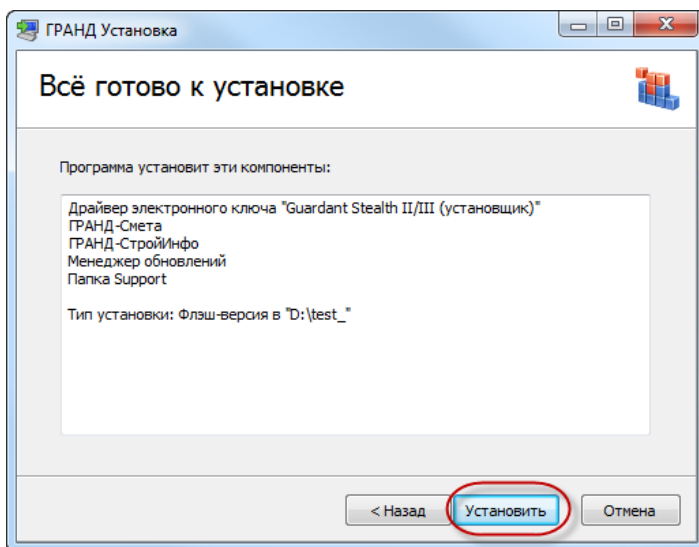 ГРАНД Установка
Всё готово к установке
Программа установит эти компоненты:
Драйвер электронного ключа "Guardant Stealth II/III (установщик)"
ГРАНД-Смета
ГРАНД-СтройИнфо
Менеджер обновлений
Папка Support
Тип установки: Флэш-версия в "D:\test_"
< Назад
Установить
Отмена